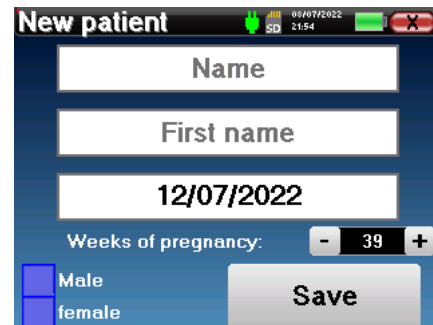 New patient SD 08/07/2022 21:54 X
Name
First name
12/07/2022
Weeks of pregnancy: - 39 +
Male
female
Save